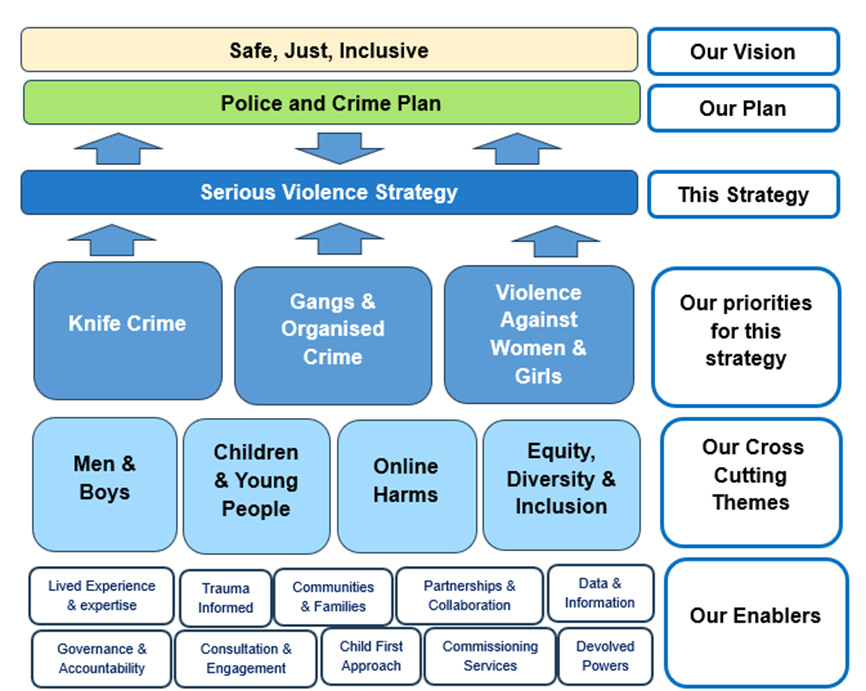 Safe, Just, Inclusive
Our Vision
Police and Crime Plan
Our Plan
Serious Violence Strategy
This Strategy
Knife Crime
Gangs &
Organised
Crime
Violence
Against
Women &
Girls
Our priorities
for this
strategy
Men &
Boys
Children
& Young
People
Online
Harms
Equity,
Diversity &
Inclusion
Our Cross
Cutting
Themes
Lived Experience
& expertise
Trauma
Informed
Communities
& Families
Partnerships &
Collaboration
Data &
Information
Governance &
Accountability
Consultation &
Engagement
Child First
Approach
Commissioning
Services
Devolved
Powers
Our Enablers